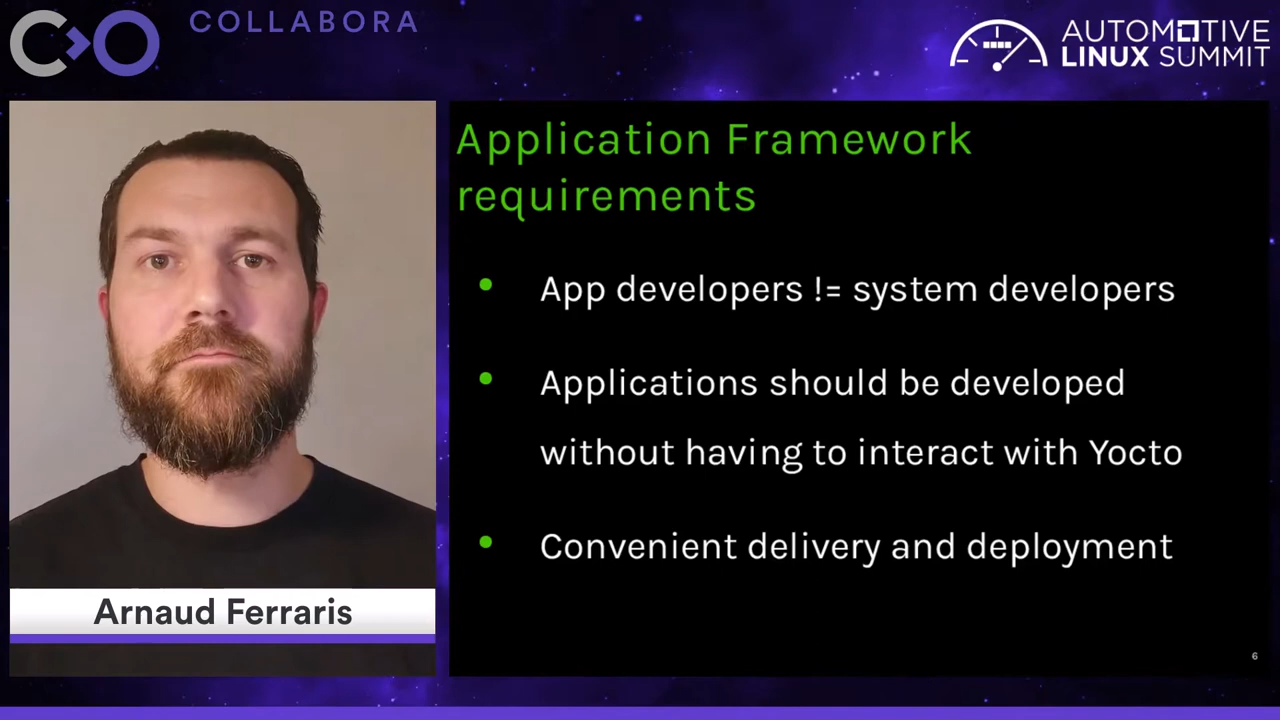 COLLABORA
AUTOMOTIVE
LINUX SUMMIT
Application Framework
requirements
• App developers != system developers
• Applications should be developed
without having to interact with Yocto
• Convenient delivery and deployment
Arnaud Ferraris
6